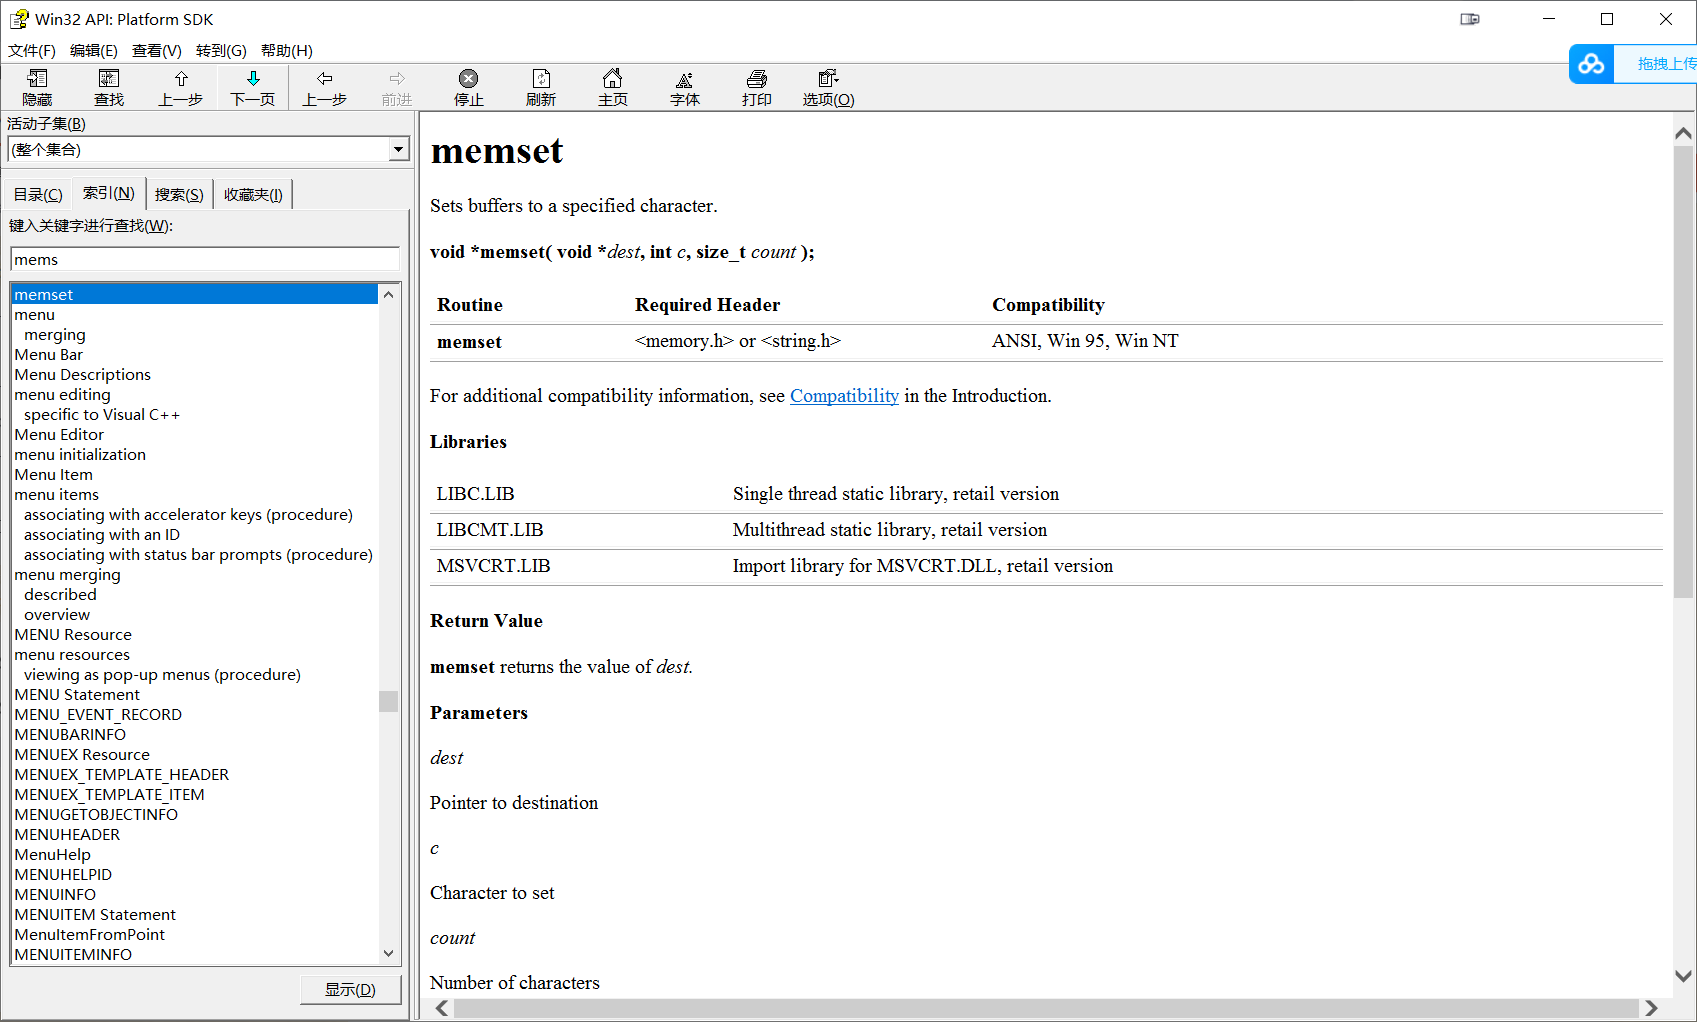 Win32 API: Platform SDK
文件(F) 编辑(E) 查看(V) 转到(G) 帮助(H)
隐藏 查找 上一步 下一页 上一步 前进 停止 刷新 主页 字体 打印 选项(O)
拖拽上传
活动子集(B)
(整个集合)
目录(C) 索引(N) 搜索(S) 收藏夹(I)
键入关键字进行查找(W):
mems
memset
menu
merging
Menu Bar
Menu Descriptions
menu editing
specific to Visual C++
Menu Editor
menu initialization
Menu Item
menu items
associating with accelerator keys (procedure)
associating with an ID
associating with status bar prompts (procedure)
menu merging
described
overview
MENU Resource
menu resources
viewing as pop-up menus (procedure)
MENU Statement
MENU_EVENT_RECORD
MENUBARINFO
MENUEX Resource
MENUEX_TEMPLATE_HEADER
MENUEX_TEMPLATE_ITEM
MENUGETOBJECTINFO
MENUHEADER
MenuHelp
MENUHELPID
MENUINFO
MENUITEM Statement
MenuItemFromPoint
MENUITEMINFO
显示(D)
memset
Sets buffers to a specified character.
void *memset( void *dest, int c, size_t count );
Routine Required Header Compatibility
memset <memory.h> or <string.h> ANSI, Win 95, Win NT
For additional compatibility information, see Compatibility in the Introduction.
Libraries
LIBC.LIB Single thread static library, retail version
LIBCMT.LIB Multithread static library, retail version
MSVCRT.LIB Import library for MSVCRT.DLL, retail version
Return Value
memset returns the value of dest.
Parameters
dest
Pointer to destination
c
Character to set
count
Number of characters